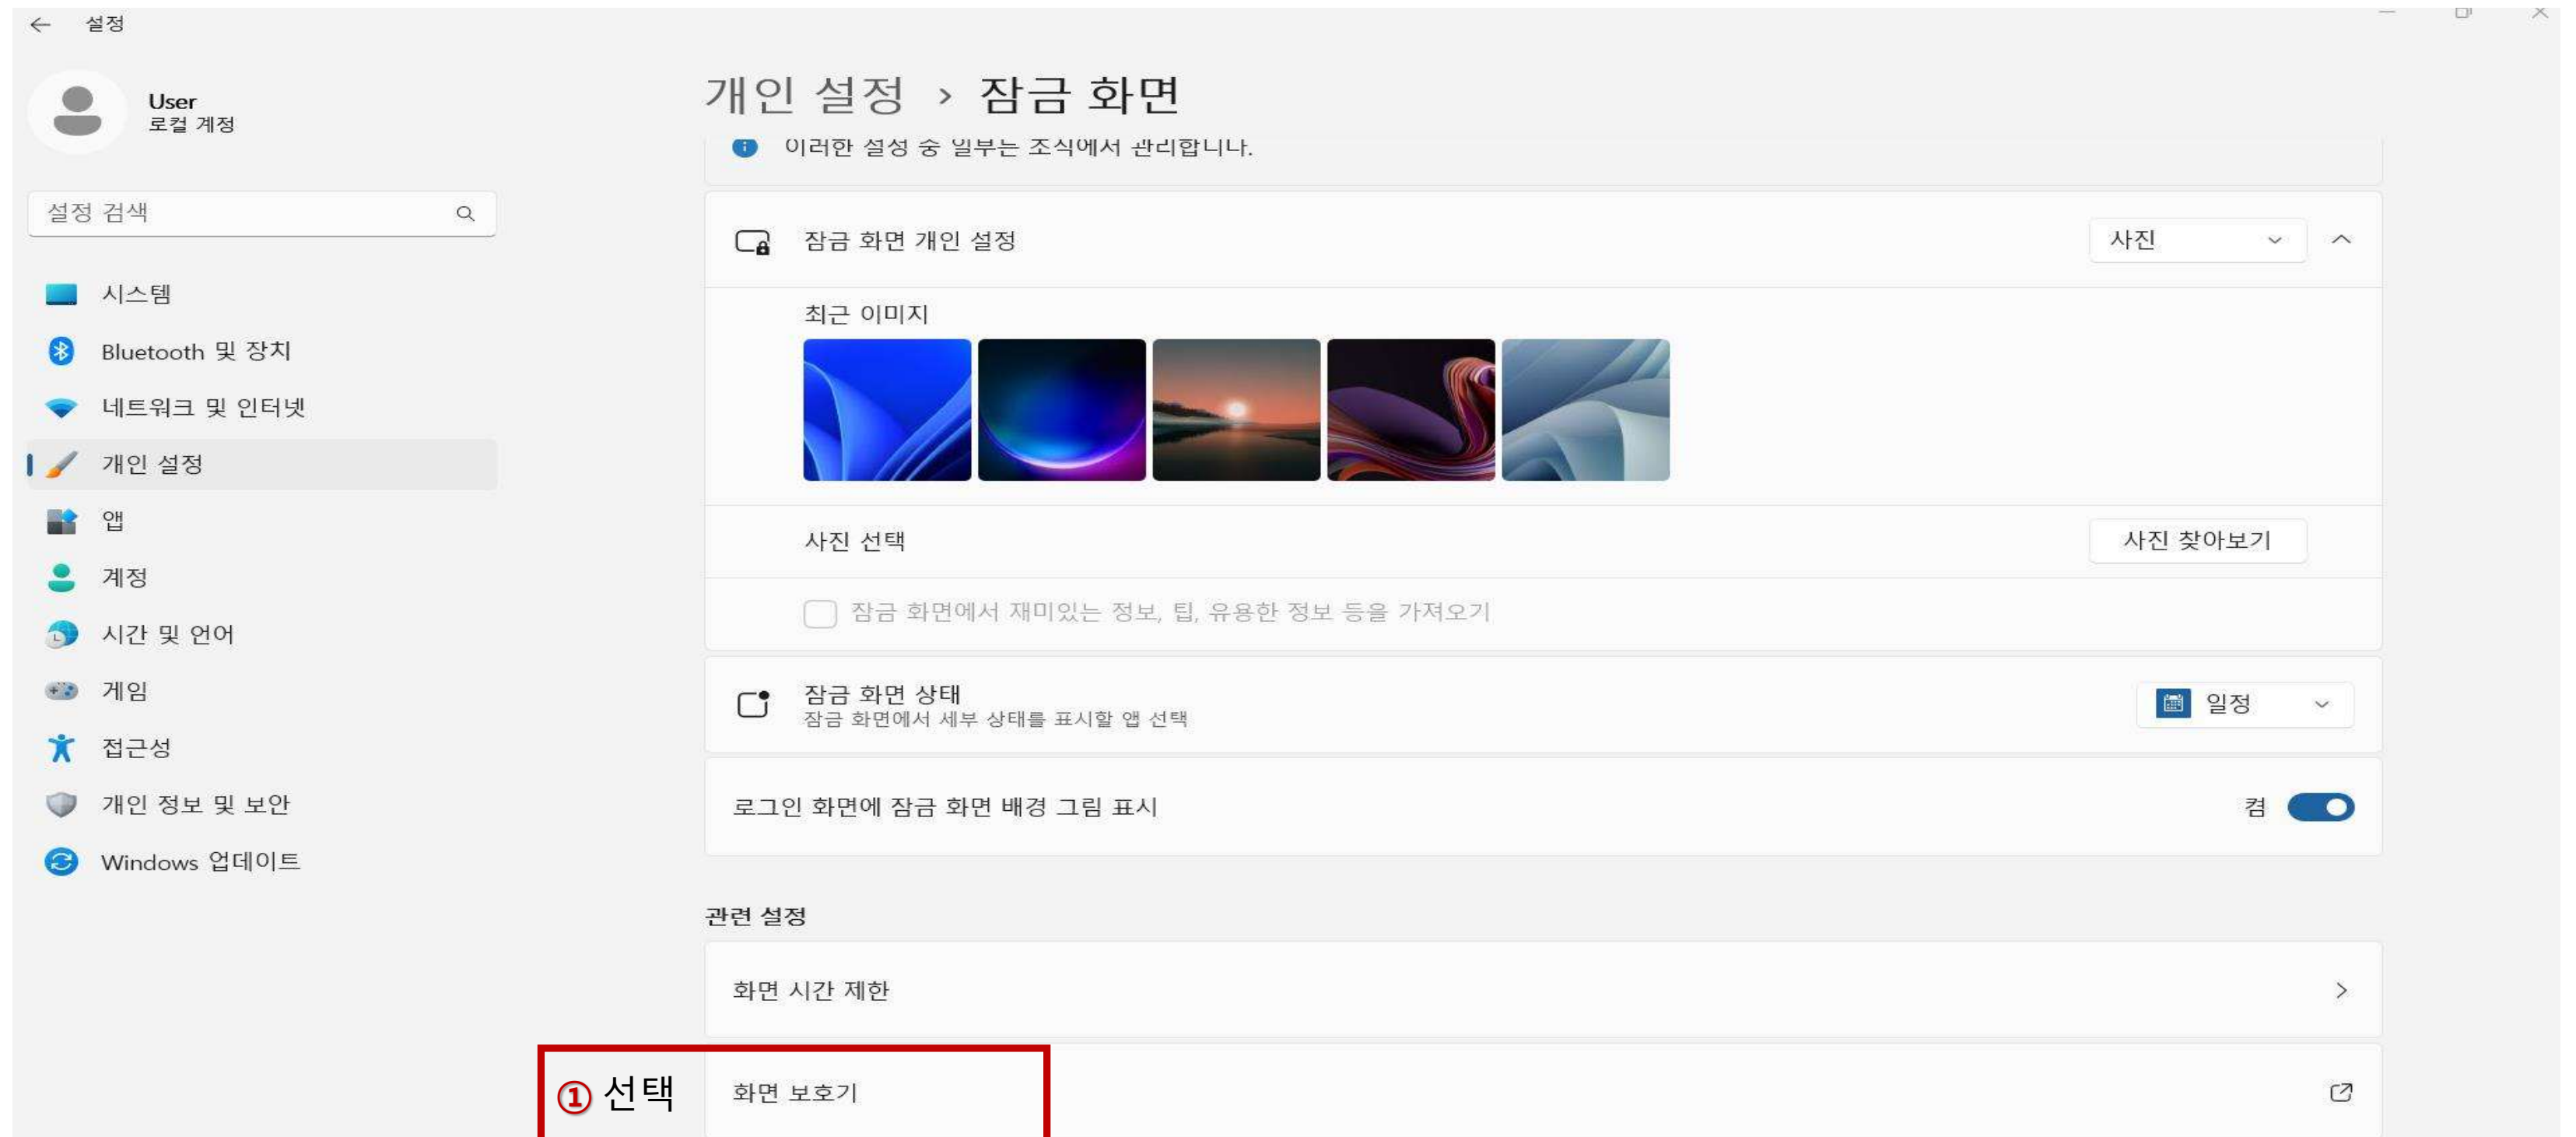 설정
User
로컬 계정
설정 검색
시스템
Bluetooth 및 장치
네트워크 및 인터넷
개인 설정
앱
계정
시간 및 언어
게임
접근성
개인 정보 및 보안
Windows 업데이트
개인 설정 › 잠금 화면
이러한 설정 중 일부는 조직에서 관리합니다.
잠금 화면 개인 설정
사진
최근 이미지
사진 선택
사진 찾아보기
잠금 화면에서 재미있는 정보, 팁, 유용한 정보 등을 가져오기
잠금 화면 상태
잠금 화면에서 세부 상태를 표시할 앱 선택
일정
로그인 화면에 잠금 화면 배경 그림 표시
켬
관련 설정
화면 시간 제한
① 선택
화면 보호기